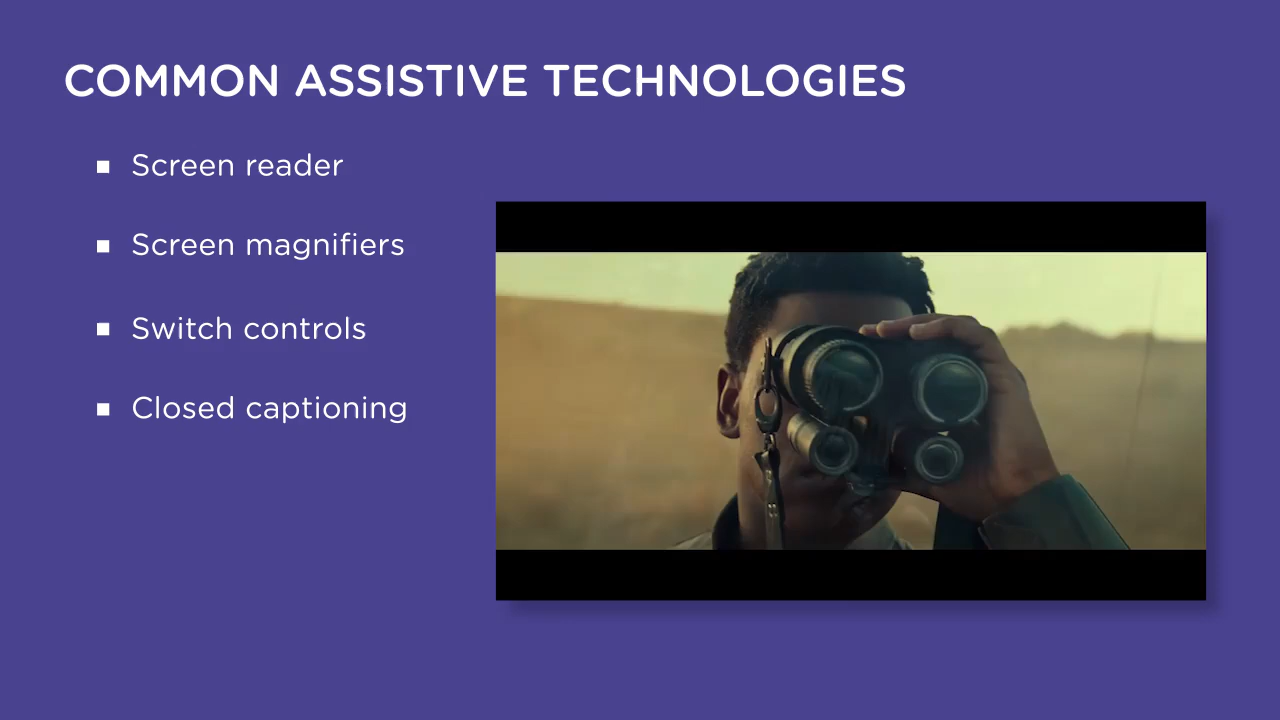 COMMON ASSISTIVE TECHNOLOGIES
Screen reader
Screen magnifiers
Switch controls
Closed captioning